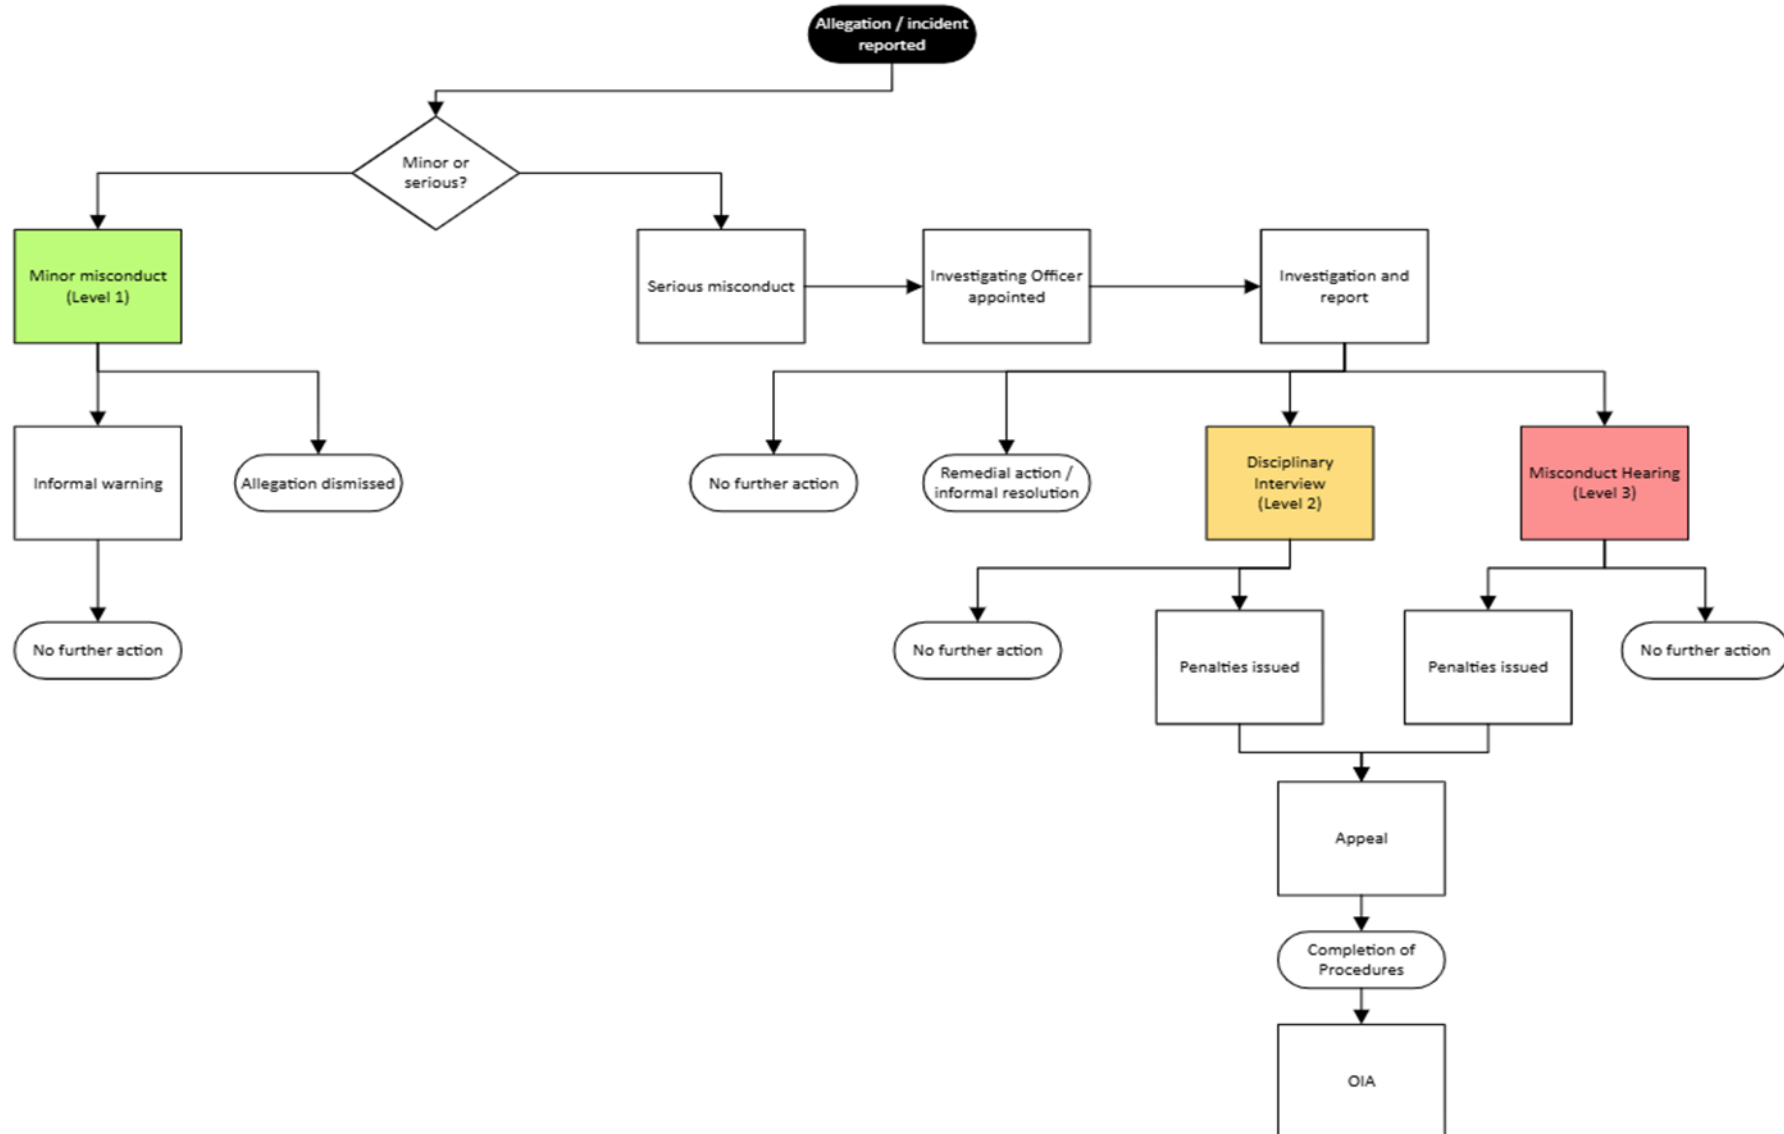 Allegation / incident
reported
Minor or
serious?
Minor misconduct
(Level 1)
Serious misconduct
Investigating Officer
appointed
Investigation and
report
Informal warning
Allegation dismissed
No further action
Remedial action /
informal resolution
Disciplinary
Interview
(Level 2)
Misconduct Hearing
(Level 3)
No further action
No further action
Penalties issued
Penalties issued
No further action
Appeal
Completion of
Procedures
OIA